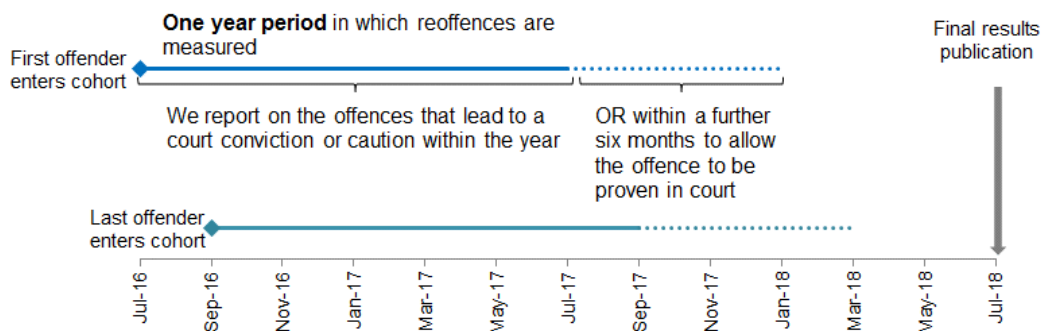 One year period in which reoffences are
measured
First offender
enters cohort
Final results
publication
We report on the offences that lead to a
court conviction or caution within the year
OR within a further
six months to allow
the offence to be
proven in court
Last offender
enters cohort
Jul-16
Sep-16
Nov-16
Jan-17
Mar-17
May-17
Jul-17
Sep-17
Nov-17
Jan-18
Mar-18
May-18
Jul-18